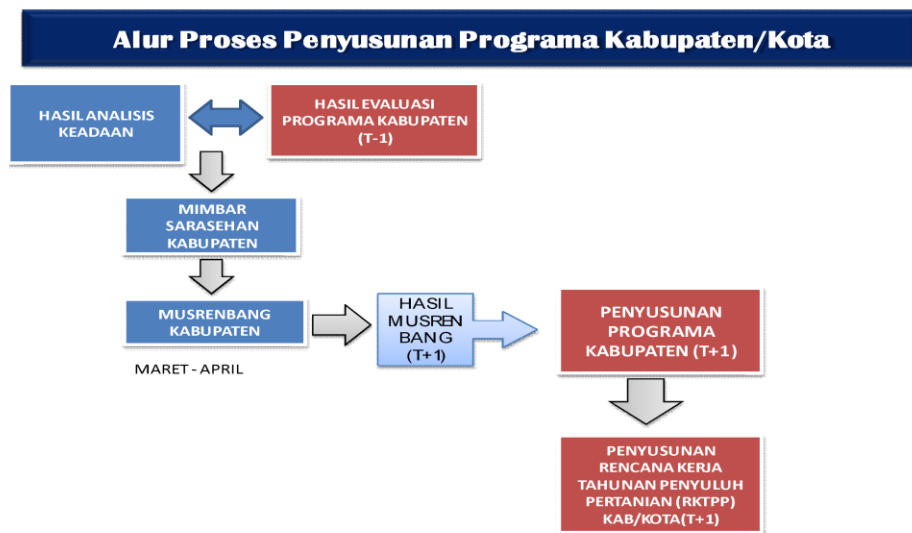 Alur Proses Penyusunan Programa Kabupaten/Kota
HASIL ANALISIS
KEADAAN
HASIL EVALUASI
PROGRAMA KABUPATEN
(T-1)
MIMBAR
SARASEHAN
KABUPATEN
MUSRENBANG
KABUPATEN
MARET - APRIL
HASIL
MUSREN
BANG
(T+1)
PENYUSUNAN
PROGRAMA
KABUPATEN (T+1)
PENYUSUNAN
RENCANA KERJA
TAHUNAN PENYULUH
PERTANIAN (RKTPP)
KAB/KOTA(T+1)